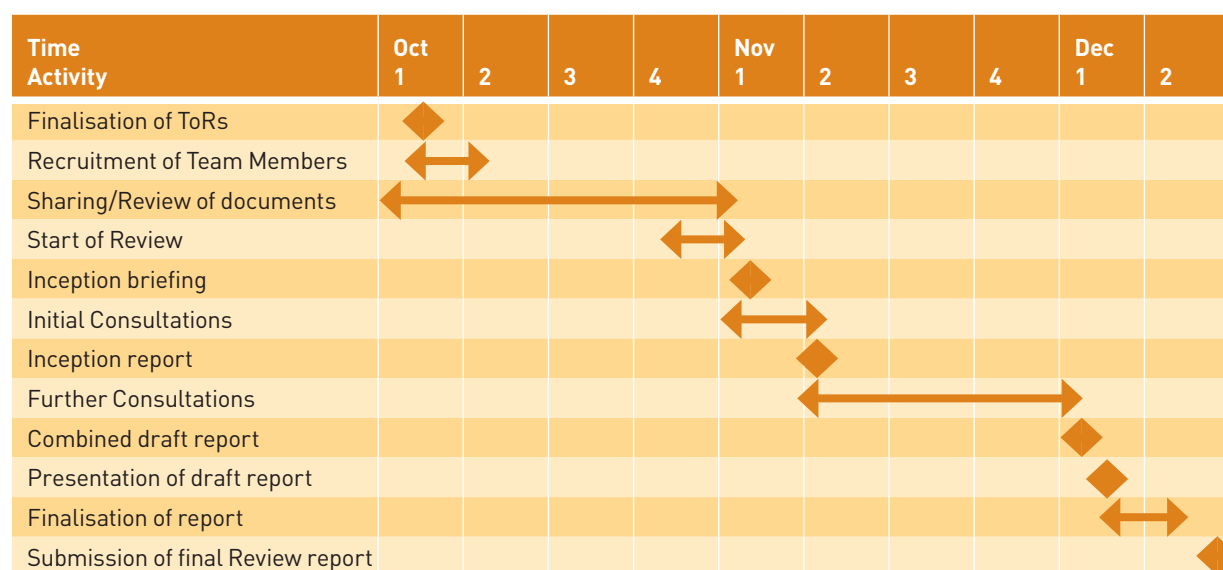 Time Oct Nov Dec
Activity 1 2 3 4 1 2 3 4 1 2
Finalisation of ToRs
Recruitment of Team Members
Sharing/Review of documents
Start of Review
Inception briefing
Initial Consultations
Inception report
Further Consultations
Combined draft report
Presentation of draft report
Finalisation of report
Submission of final Review report